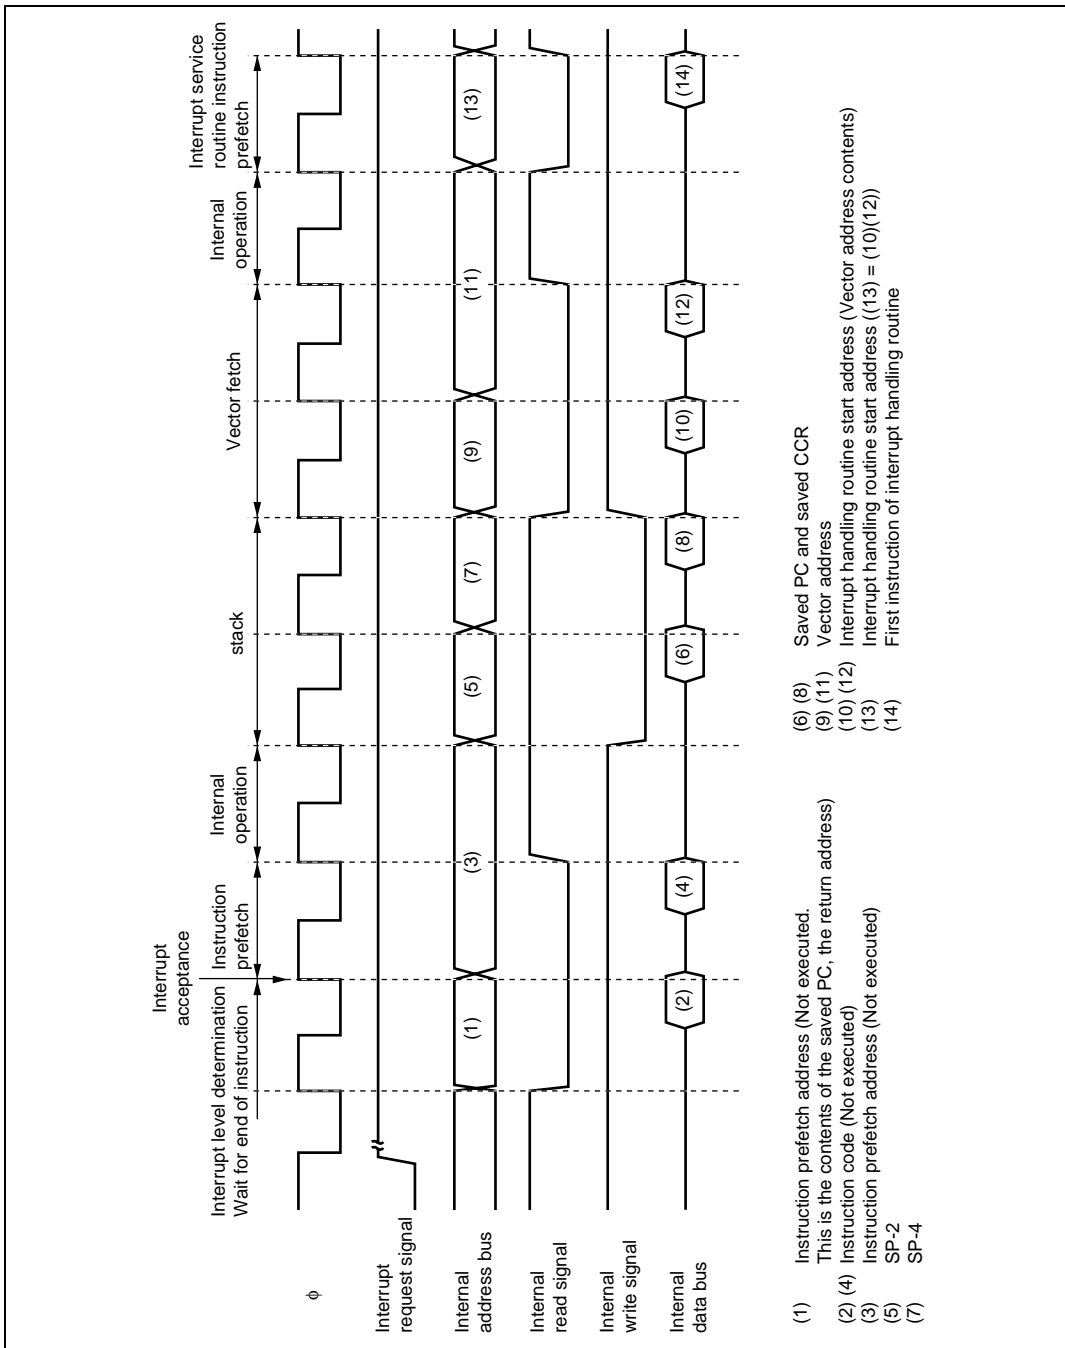 Interrupt
acceptance
Interrupt level determination
Wait for end of instruction
Instruction
prefetch
Internal
operation
stack
Vector fetch
Internal
operation
Interrupt service
routine instruction
prefetch
φ
Interrupt
request signal
Internal
address bus
(1)
(3)
(5)
(7)
(9)
(11)
(13)
Internal
read signal
Internal
write signal
Internal
data bus
(2)
(4)
(6)
(8)
(10)
(12)
(14)
(1) Instruction prefetch address (Not executed.
This is the contents of the saved PC, the return address)
(2) (4) Instruction code (Not executed)
(3) Instruction prefetch address (Not executed)
(5) SP-2
(7) SP-4
(6) (8) Saved PC and saved CCR
(9) (11) Vector address
(10) (12) Interrupt handling routine start address (Vector address contents)
(13) Interrupt handling routine start address ((13) = (10)(12))
(14) First instruction of interrupt handling routine